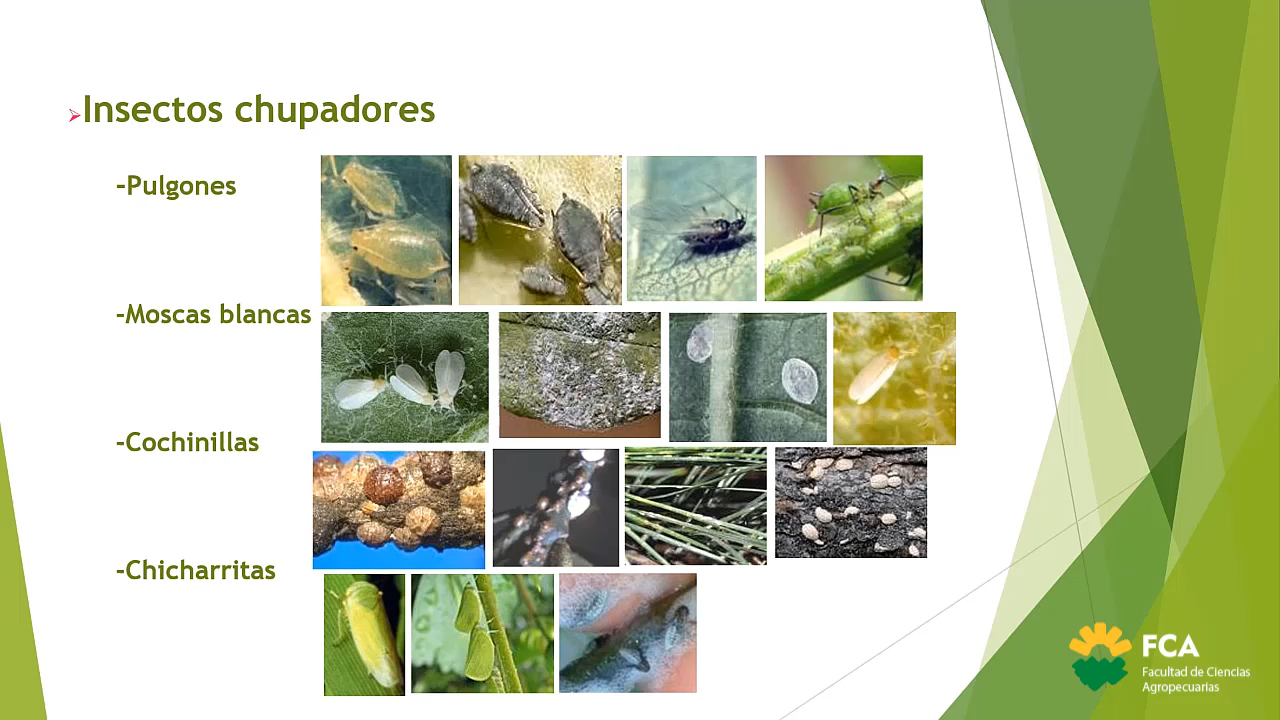 Insectos chupadores
-Pulgones
-Moscas blancas
-Cochinillas
-Chicharritas
FCA
Facultad de Ciencias
Agropecuarias